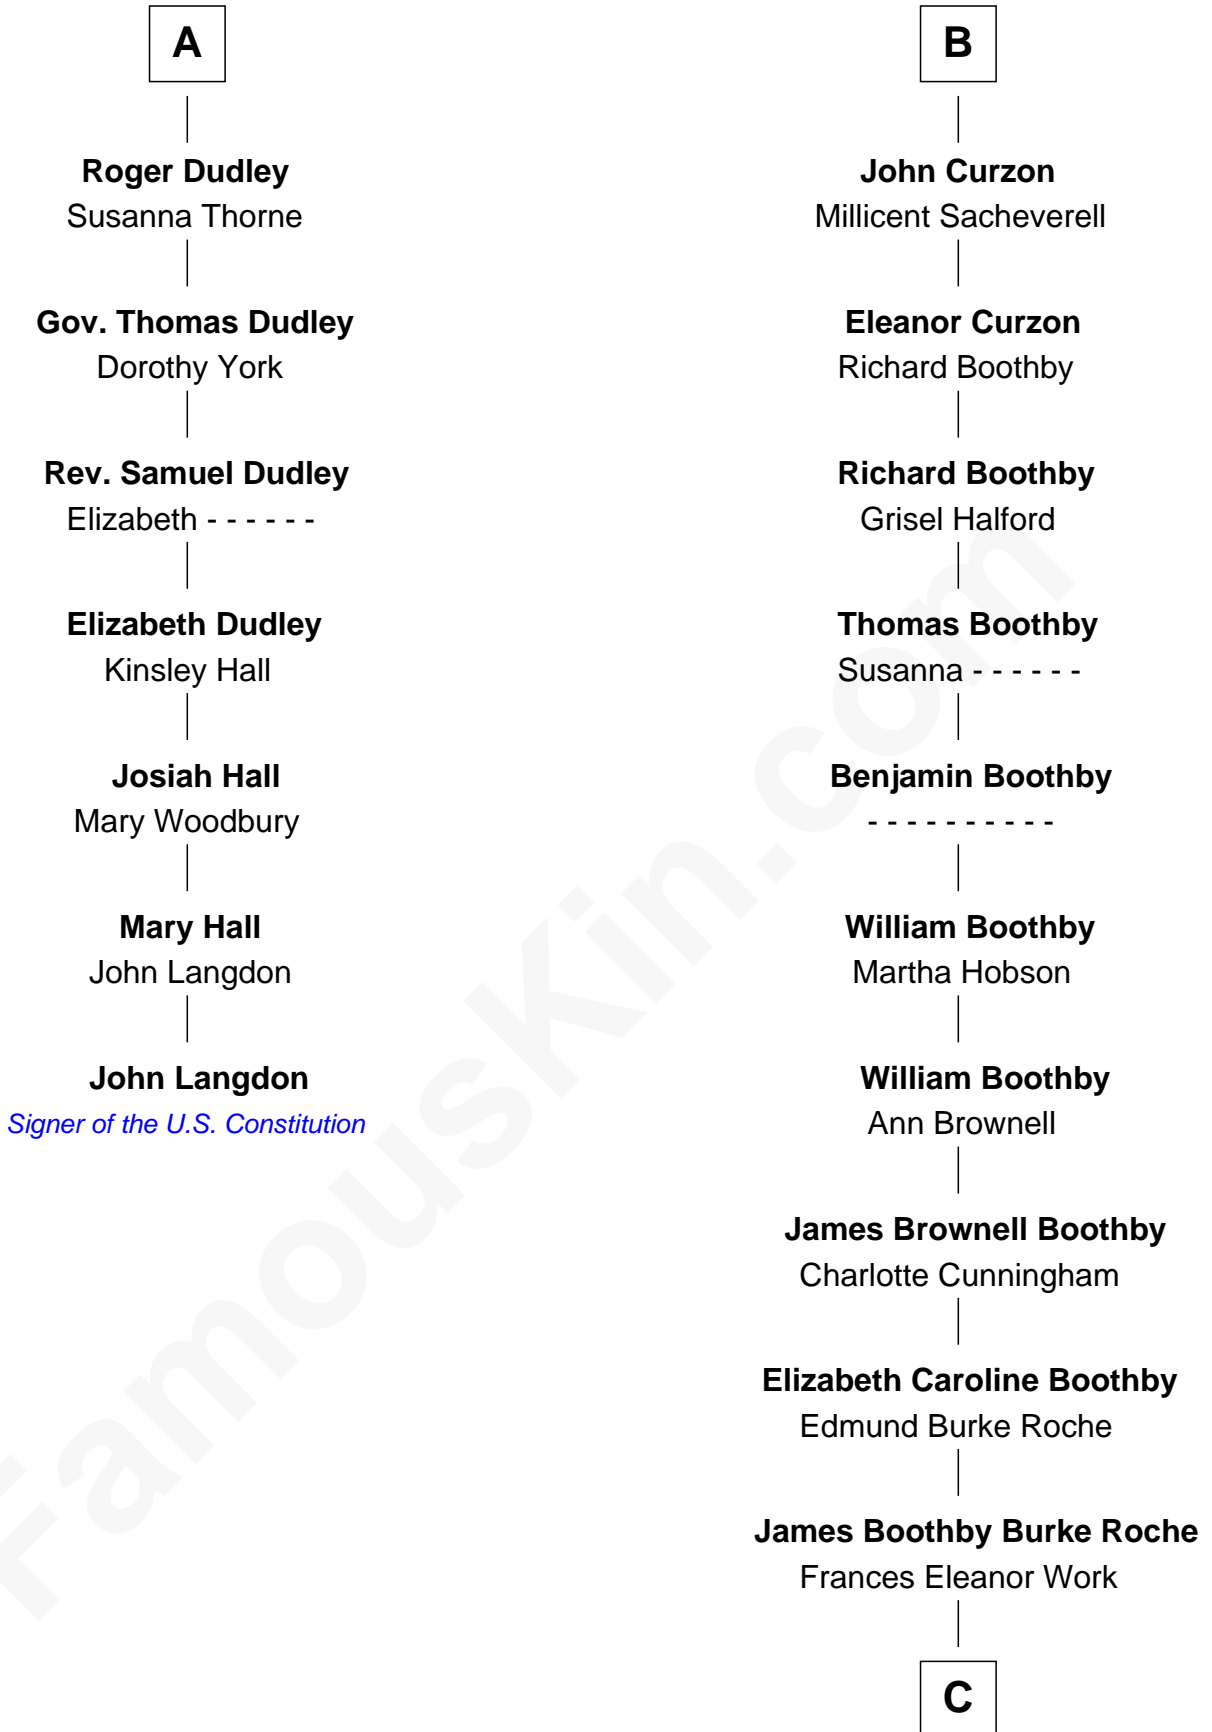 A
Roger Dudley
Susanna Thorne
Gov. Thomas Dudley
Dorothy York
Rev. Samuel Dudley
Elizabeth - - - - - -
Elizabeth Dudley
Kinsley Hall
Josiah Hall
Mary Woodbury
Mary Hall
John Langdon
John Langdon
Signer of the U.S. Constitution
B
John Curzon
Millicent Sacheverell
Eleanor Curzon
Richard Boothby
Richard Boothby
Grisel Halford
Thomas Boothby
Susanna - - - - - -
Benjamin Boothby
- - - - - - - - - -
William Boothby
Martha Hobson
William Boothby
Ann Brownell
James Brownell Boothby
Charlotte Cunningham
Elizabeth Caroline Boothby
Edmund Burke Roche
James Boothby Burke Roche
Frances Eleanor Work
C
FamousKin.com